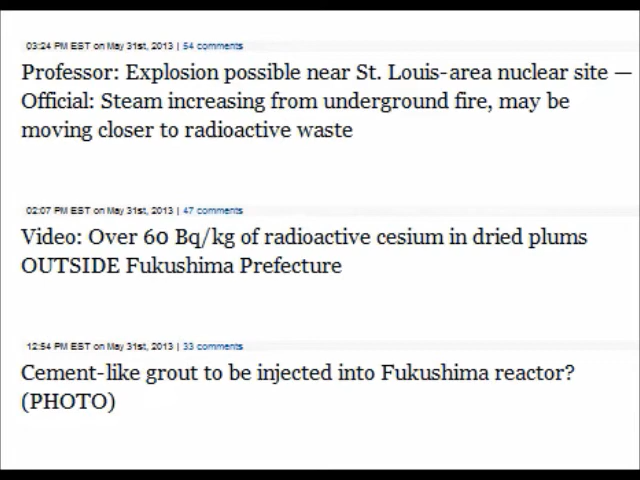 03:24 PM EST on May 31st, 2013 | 54 comments
Professor: Explosion possible near St. Louis-area nuclear site —
Official: Steam increasing from underground fire, may be
moving closer to radioactive waste
02:07 PM EST on May 31st, 2013 | 47 comments
Video: Over 60 Bq/kg of radioactive cesium in dried plums
OUTSIDE Fukushima Prefecture
12:54 PM EST on May 31st, 2013 | 33 comments
Cement-like grout to be injected into Fukushima reactor?
(PHOTO)